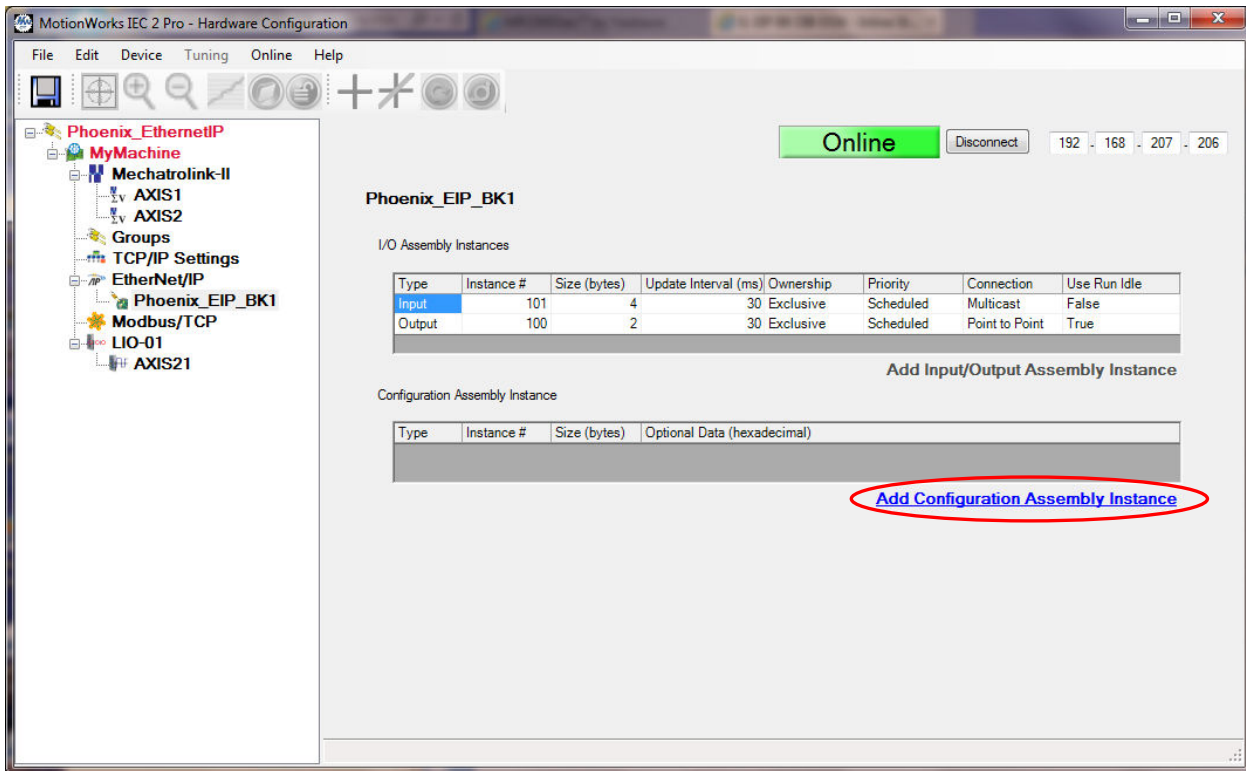 MotionWorks IEC 2 Pro - Hardware Configuration
File Edit Device Tuning Online Help
Phoenix_EthernetIP
MyMachine
Mechatrolink-II
AXIS1
AXIS2
Groups
TCP/IP Settings
EtherNet/IP
Phoenix_EIP_BK1
Modbus/TCP
LIO-01
AXIS21
Online Disconnect 192 . 168 . 207 . 206
Phoenix_EIP_BK1
I/O Assembly Instances
Type Instance # Size (bytes) Update Interval (ms) Ownership Priority Connection Use Run Idle
Input 101 4 30 Exclusive Scheduled Multicast False
Output 100 2 30 Exclusive Scheduled Point to Point True
Add Input/Output Assembly Instance
Configuration Assembly Instance
Type Instance # Size (bytes) Optional Data (hexadecimal)
Add Configuration Assembly Instance